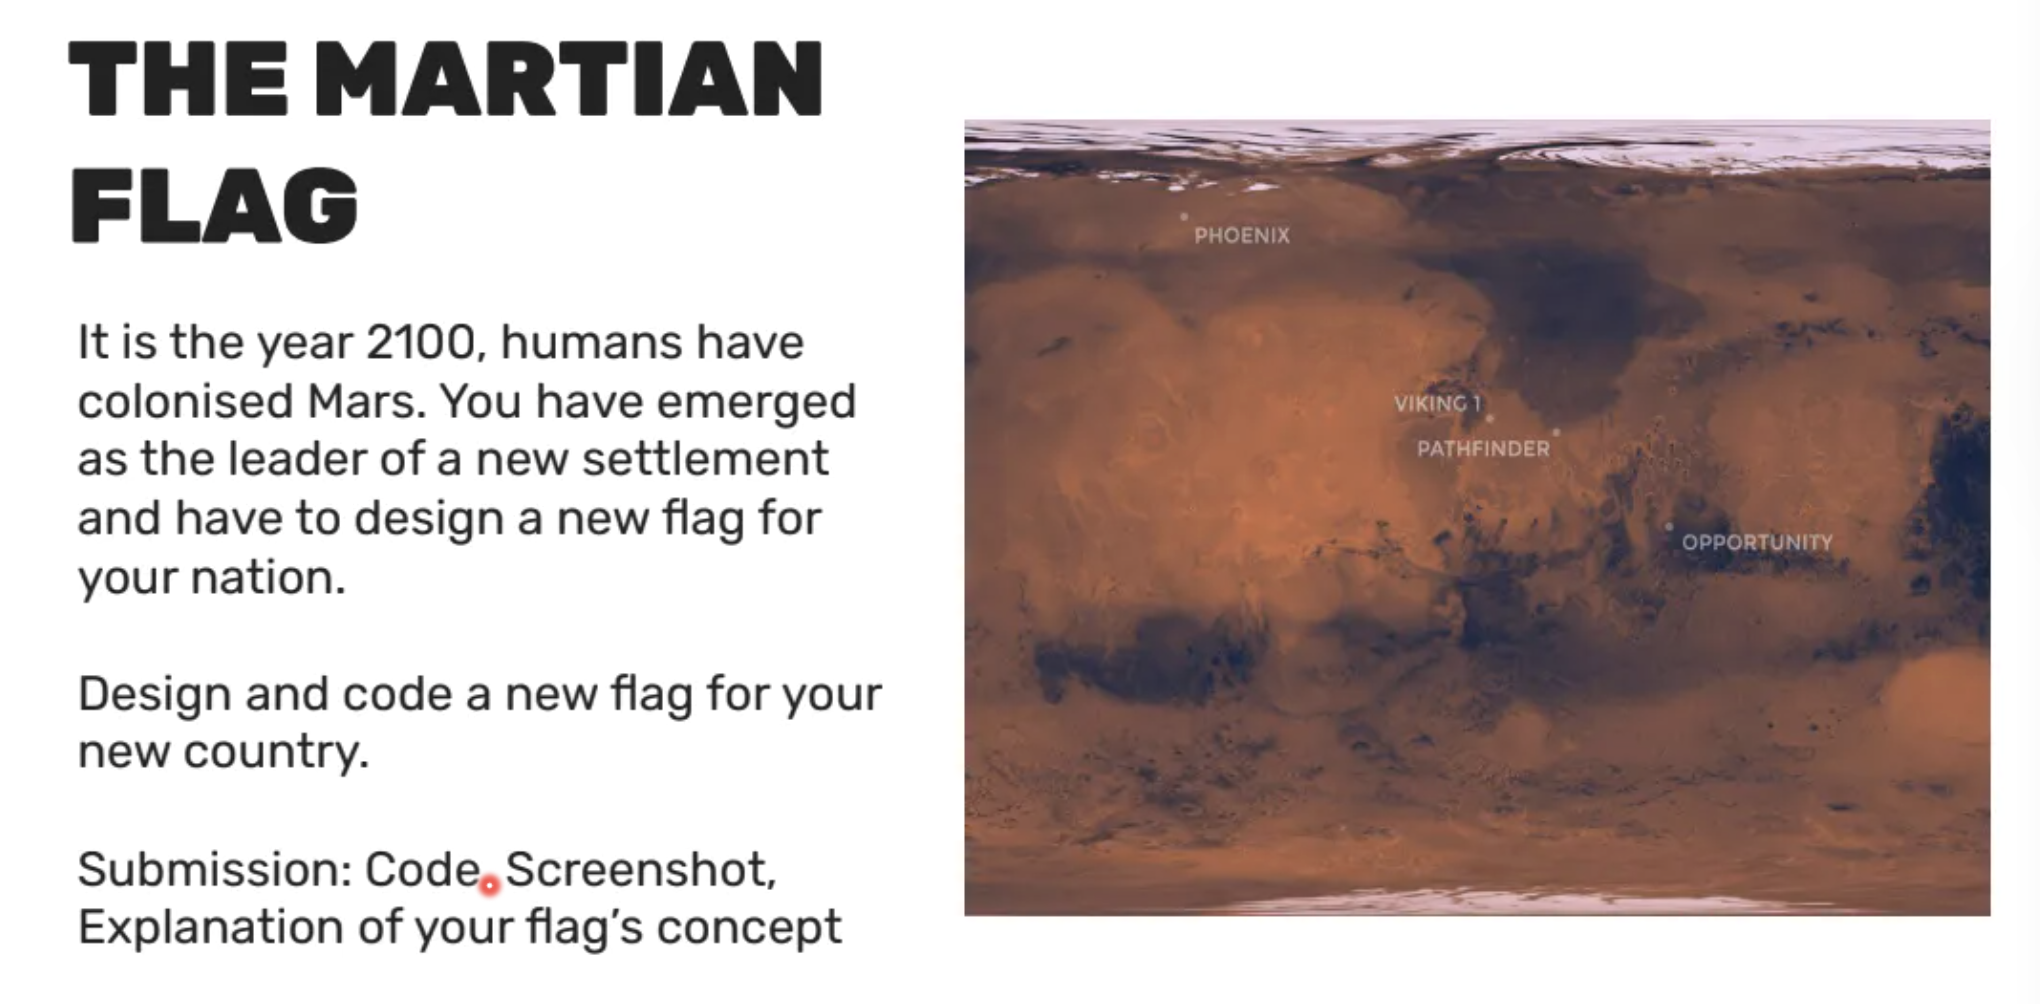 THE MARTIAN
FLAG
It is the year 2100, humans have
colonised Mars. You have emerged
as the leader of a new settlement
and have to design a new flag for
your nation.
Design and code a new flag for your
new country.
Submission: Code, Screenshot,
Explanation of your flag's concept
PHOENIX
VIKING 1
PATHFINDER
OPPORTUNITY